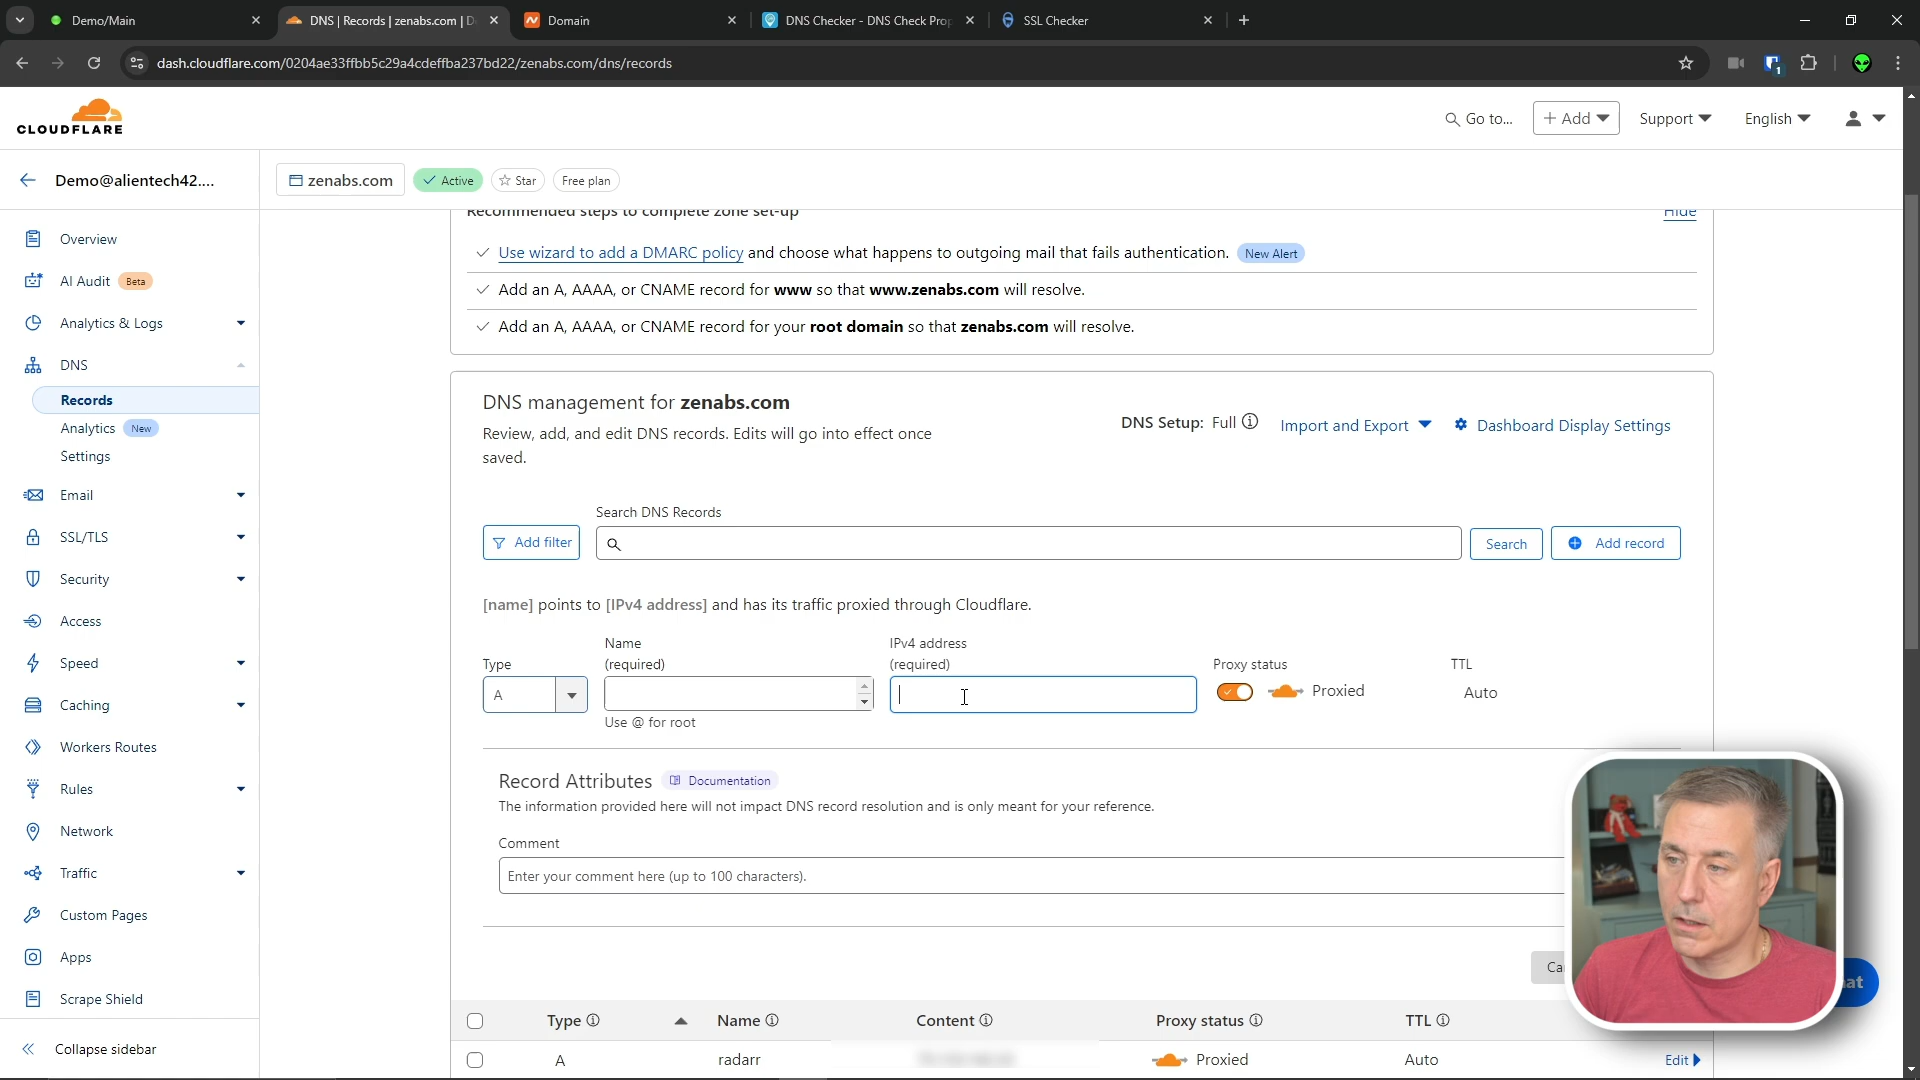 Demo/Main
DNS | Records | zenabs.com | D
Domain
DNS Checker - DNS Check Prop
SSL Checker
dash.cloudflare.com/0204ae33ffbb5c29a4cdeffba237bd22/zenabs.com/dns/records
1
CLOUDFLARE
Go to...
Add
Support
English
Demo@alientech42....
zenabs.com
Active
Star
Free plan
Overview
AI Audit Beta
Analytics & Logs
DNS
Records
Analytics New
Settings
Email
SSL/TLS
Security
Access
Speed
Caching
Workers Routes
Rules
Network
Traffic
Custom Pages
Apps
Scrape Shield
Collapse sidebar
Recommended steps to complete zone set-up
Hide
Use wizard to add a DMARC policy and choose what happens to outgoing mail that fails authentication. New Alert
Add an A, AAAA, or CNAME record for www so that www.zenabs.com will resolve.
Add an A, AAAA, or CNAME record for your root domain so that zenabs.com will resolve.
DNS management for zenabs.com
Review, add, and edit DNS records. Edits will go into effect once
saved.
DNS Setup: Full
Import and Export
Dashboard Display Settings
Search DNS Records
Add filter
Search
Add record
[name] points to [IPv4 address] and has its traffic proxied through Cloudflare.
Type
Name
(required)
IPv4 address
(required)
Proxy status
TTL
A
Proxied
Auto
Use @ for root
Record Attributes
Documentation
The information provided here will not impact DNS record resolution and is only meant for your reference.
Comment
Enter your comment here (up to 100 characters).
Type
Name
Content
Proxy status
TTL
A
radarr
Proxied
Auto
Edit